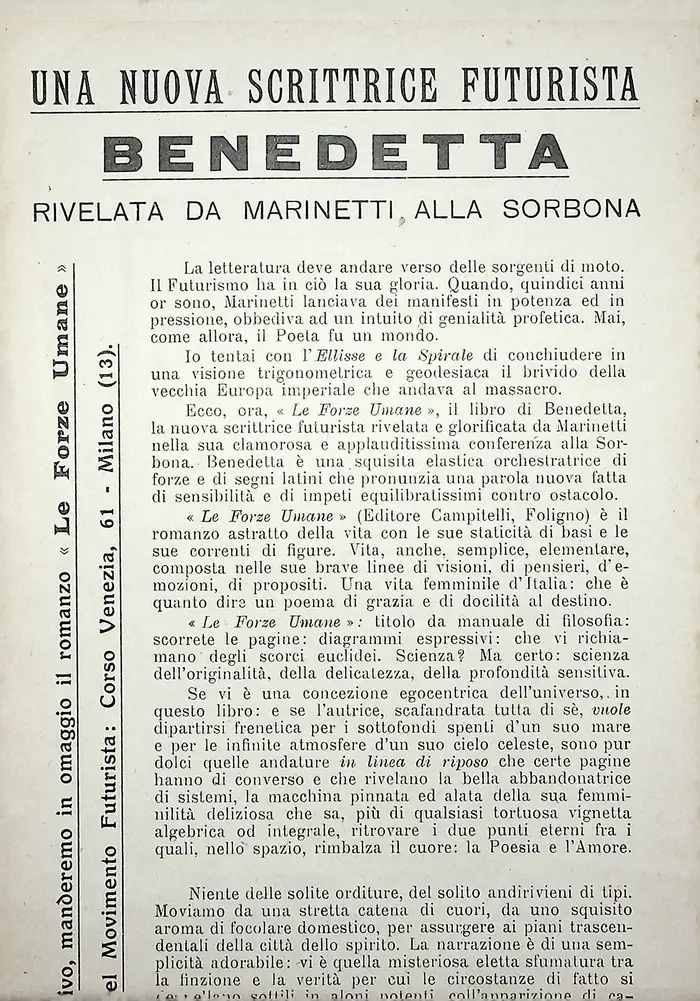 UNA NUOVA SCRITTRICE FUTURISTA
BENEDETTA
RIVELATA DA MARINETTI ALLA SORBONA
La letteratura deve andare verso delle sorgenti di moto.
Il Futurismo ha in ciò la sua gloria. Quando, quindici anni
or sono, Marinetti lanciava dei manifesti in potenza ed in
pressione, obbediva ad un intuito di genialità profetica. Mai,
come allora, il Poeta fu un mondo.
Io tentai con l'Ellisse e la Spirale di conchiudere in
una visione trigonometrica e geodesiaca il brivido della
vecchia Europa imperiale che andava al massacro.
Ecco, ora, « Le Forze Umane », il libro di Benedetta,
la nuova scrittrice futurista rivelata e glorificata da Marinetti
nella sua clamorosa e applauditissima conferenza alla Sor-
bona. Benedetta è una squisita elastica orchestratrice di
forze e di segni latini che pronunzia una parola nuova fatta
di sensibilità e di impeti equilibratissimi contro ostacolo.
« Le Forze Umane » (Editore Campitelli, Foligno) è il
romanzo astratto della vita con le sue staticità di basi e le
sue correnti di figure. Vita, anche, semplice, elementare,
composta nelle sue brave linee di visioni, di pensieri, d'e-
mozioni, di propositi. Una vita femminile d'Italia: che è
quanto dire un poema di grazia e di docilità al destino.
« Le Forze Umane »: titolo da manuale di filosofia:
scorrete le pagine: diagrammi espressivi: che vi richia-
mano degli scorci euclidei. Scienza? Ma certo: scienza
dell'originalità, della delicatezza, della profondità sensitiva.
Se vi è una concezione egocentrica dell'universo, in
questo libro: e se l'autrice, scafandrata tutta di sè, vuole
dipartirsi frenetica per i sottofondi spenti d'un suo mare
e per le infinite atmosfere d'un suo cielo celeste, sono pur
dolci quelle andature in linea di riposo che certe pagine
hanno di converso e che rivelano la bella abbandonatrice
di sistemi, la macchina pinnata ed alata della sua femmi-
nilità deliziosa che sa, più di qualsiasi tortuosa vignetta
algebrica od integrale, ritrovare i due punti eterni fra i
quali, nello spazio, rimbalza il cuore: la Poesia e l'Amore.
Niente delle solite orditure, del solito andirivieni di tipi.
Moviamo da una stretta catena di cuori, da uno squisito
aroma di focolare domestico, per assurgere ai piani trascen-
dentali della città dello spirito. La narrazione è di una sem-
plicità adorabile: vi è quella misteriosa eletta sfumatura tra
la finzione e la verità per cui le circostanze di fatto si
sottili in aloni potenti coll'apparizione di ca-
ivo, manderemo in omaggio il romanzo « Le Forze Umane »
el Movimento Futurista: Corso Venezia, 61 - Milano (13).